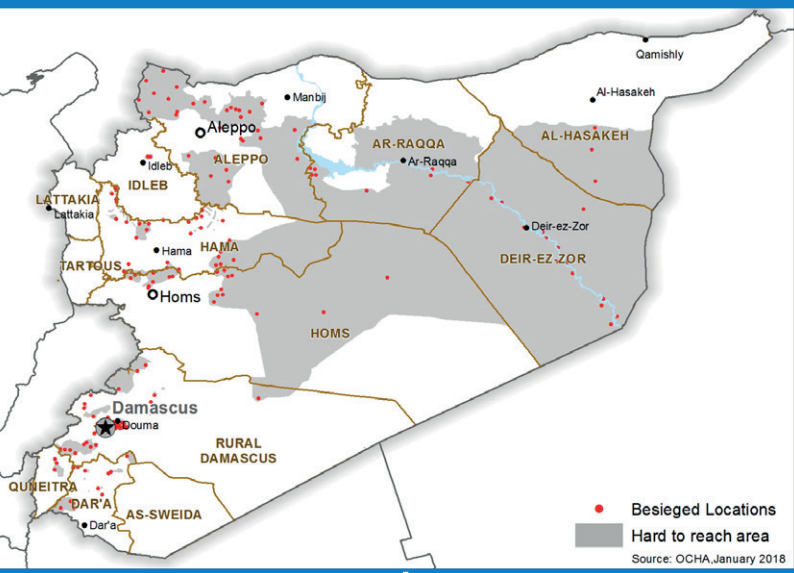 Qamishly
Al-Hasakeh
Manbij
Aleppo
AL-HASAKEH
AR-RAQQA
Ar-Raqqa
ALEPPO
Idleb
IDLEB
LATTAKIA
Lattakia
Deir-ez-Zor
Hama
HAMA
DEIR-EZ-ZOR
TARTOUS
Homs
HOMS
Damascus
Douma
RURAL
DAMASCUS
QUNEITRA
DAR'A
AS-SWEIDA
Dar'a
Besieged Locations
Hard to reach area
Source: OCHA,January 2018